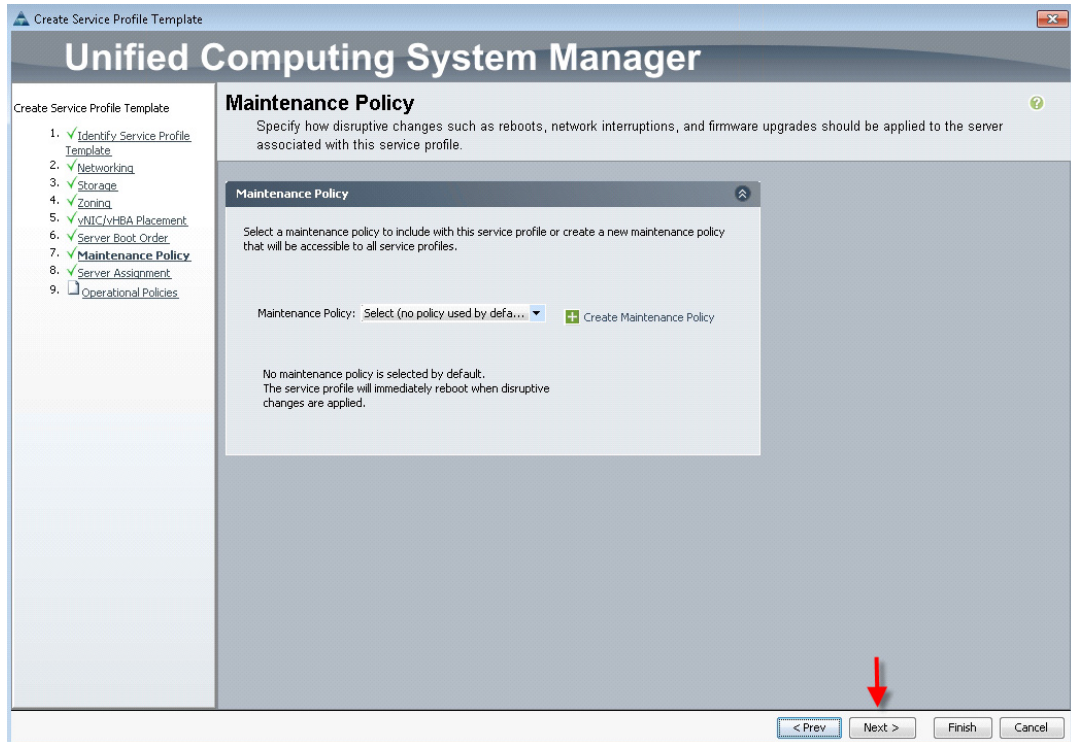 Create Service Profile Template
Unified Computing System Manager
Create Service Profile Template
1. √Identify Service Profile
Template
2. √Networking
3. √Storage
4. √Zoning
5. √vNIC/vHBA Placement
6. √Server Boot Order
7. √Maintenance Policy
8. √Server Assignment
9. Operational Policies
Maintenance Policy
Specify how disruptive changes such as reboots, network interruptions, and firmware upgrades should be applied to the server
associated with this service profile.
Maintenance Policy
Select a maintenance policy to include with this service profile or create a new maintenance policy
that will be accessible to all service profiles.
Maintenance Policy: Select (no policy used by defa... Create Maintenance Policy
No maintenance policy is selected by default.
The service profile will immediately reboot when disruptive
changes are applied.
< Prev Next > Finish Cancel